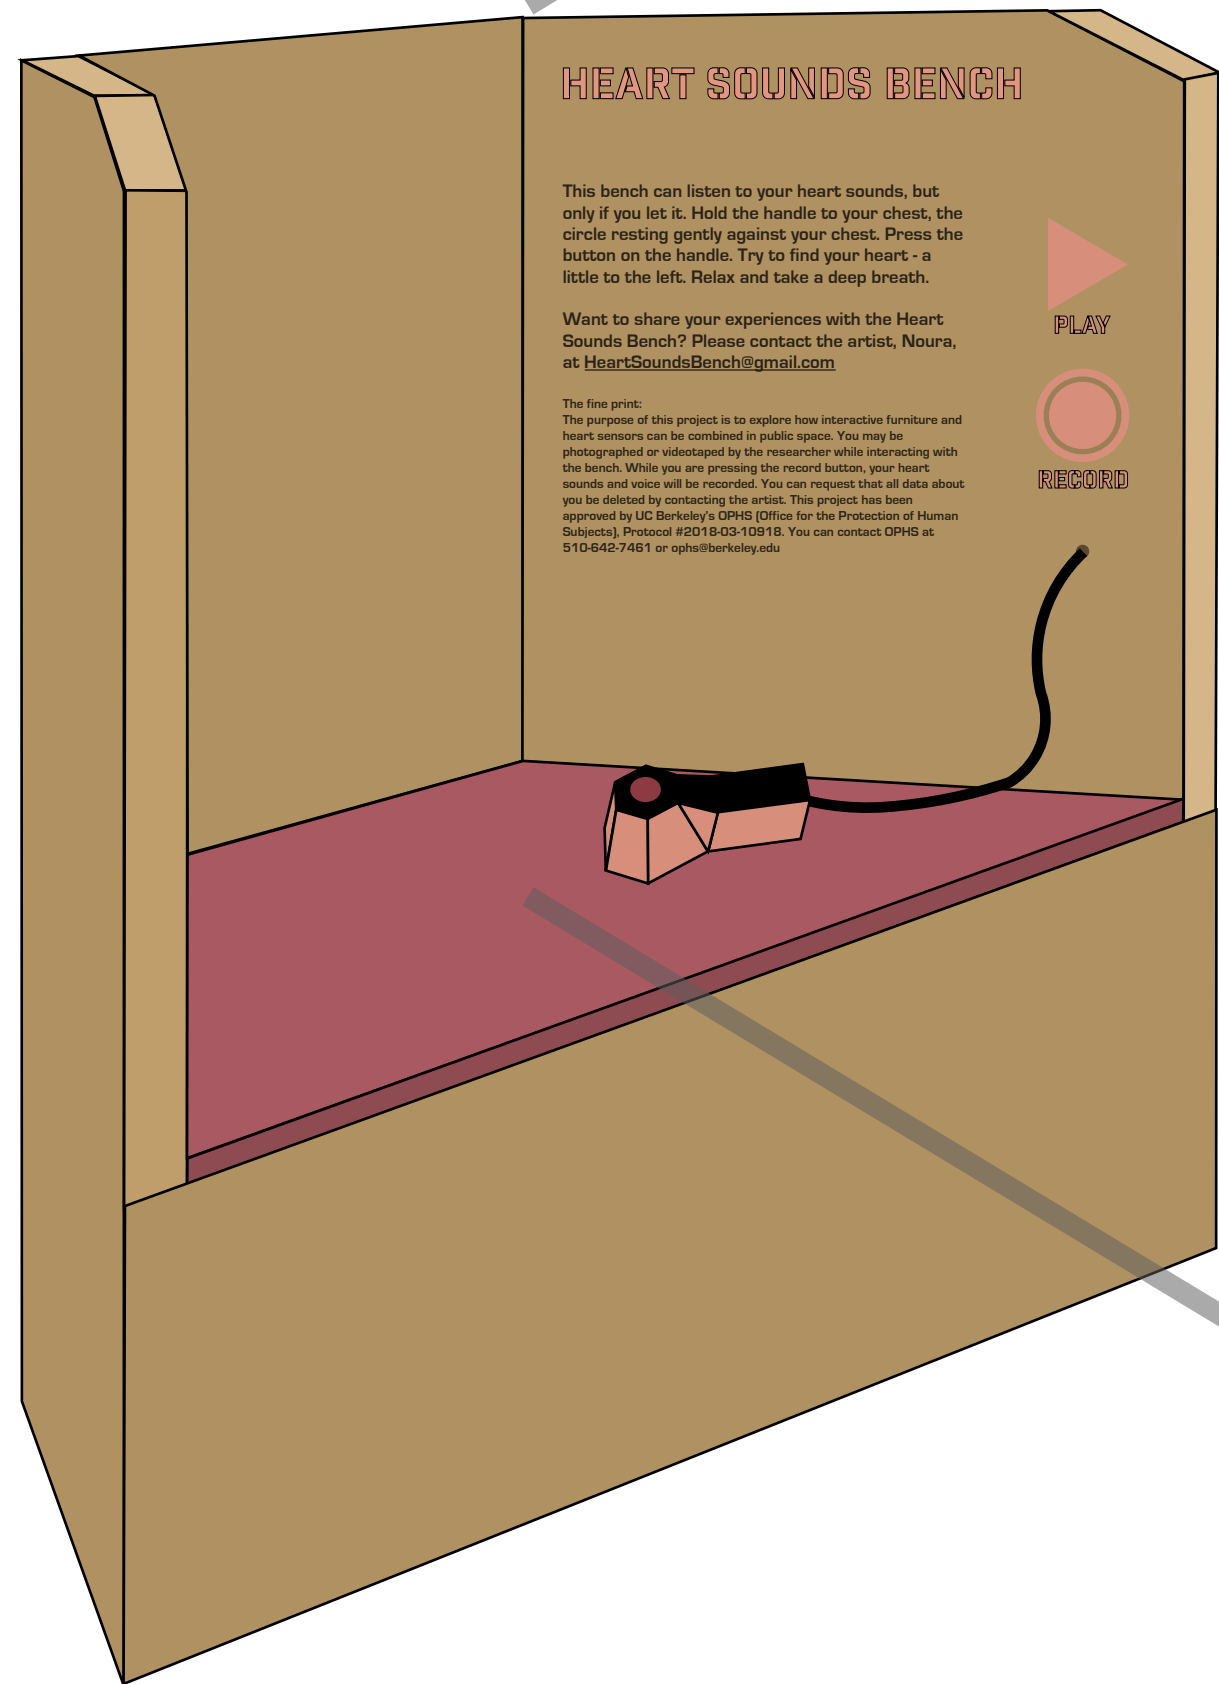 HEART SOUNDS BENCH
This bench can listen to your heart sounds, but
only if you let it. Hold the handle to your chest, the
circle resting gently against your chest. Press the
button on the handle. Try to find your heart - a
little to the left. Relax and take a deep breath.
Want to share your experiences with the Heart
Sounds Bench? Please contact the artist, Noura,
at HeartSoundsBench@gmail.com
The fine print:
The purpose of this project is to explore how interactive furniture and
heart sensors can be combined in public space. You may be
photographed or videotaped by the researcher while interacting with
the bench. While you are pressing the record button, your heart
sounds and voice will be recorded. You can request that all data about
you be deleted by contacting the artist. This project has been
approved by UC Berkeley's OPHS (Office for the Protection of Human
Subjects), Protocol #2018-03-10918. You can contact OPHS at
510-642-7461 or ophs@berkeley.edu
PLAY
RECORD